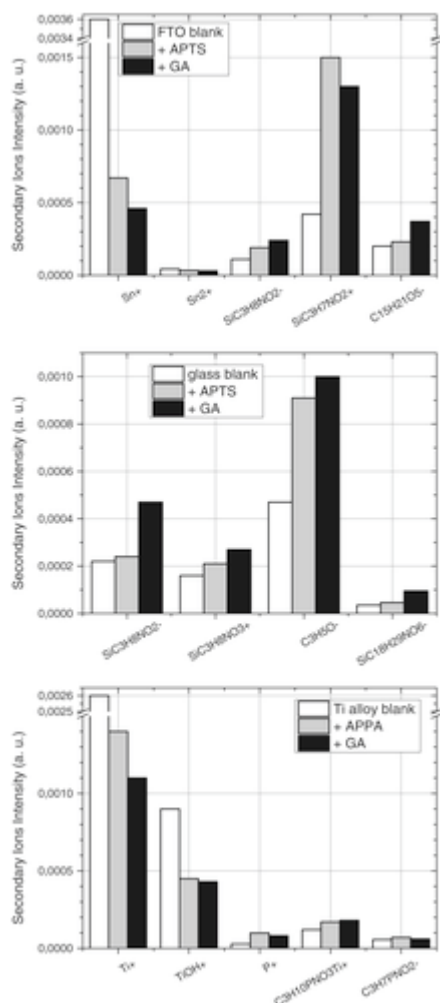 Secondary Ions Intensity (a. u.)
0,0036
0,0034
0,0015
0,0010
0,0005
0,0000
FTO blank
+ APTS
+ GA
Sn+
Sn2+
SiC3H8NO2-
SiC3H7NO2+
C15H21O5-
Secondary Ions Intensity (a. u.)
0,0010
0,0008
0,0006
0,0004
0,0002
0,0000
glass blank
+ APTS
+ GA
SiC3H8NO2-
SiC3H8NO3+
C3H5O-
SiC18H29NO6-
Secondary Ions Intensity (a. u.)
0,0026
0,0025
0,0010
0,0005
0,0000
Ti alloy blank
+ APPA
+ GA
Ti+
TiOH+
P+
C3H10PNO3Ti+
C3H7PNO2-